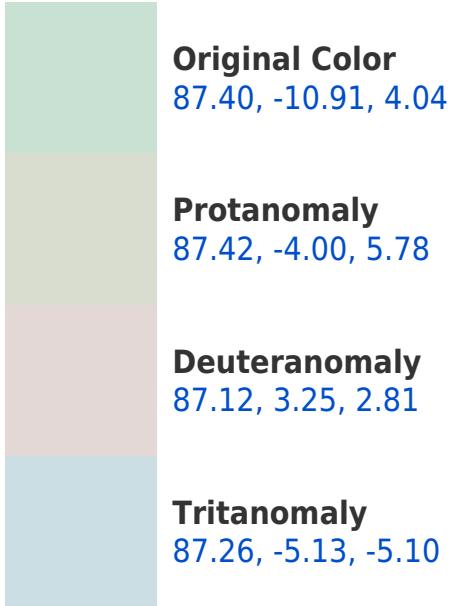 Original Color
87.40, -10.91, 4.04
Protanomaly
87.42, -4.00, 5.78
Deuteranomaly
87.12, 3.25, 2.81
Tritanomaly
87.26, -5.13, -5.10